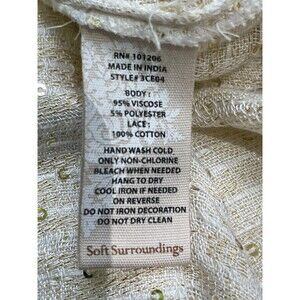 RN# 101206
MADE IN INDIA
STYLE# 3CE04
BODY:
95% VISCOSE
5% POLYESTER
LACE:
100% COTTON
HAND WASH COLD
ONLY NON-CHLORINE
BLEACH WHEN NEEDED
HANG TO DRY
COOL IRON IF NEEDED
ON REVERSE
DO NOT IRON DECORATION
DO NOT DRY CLEAN
Soft Surroundings